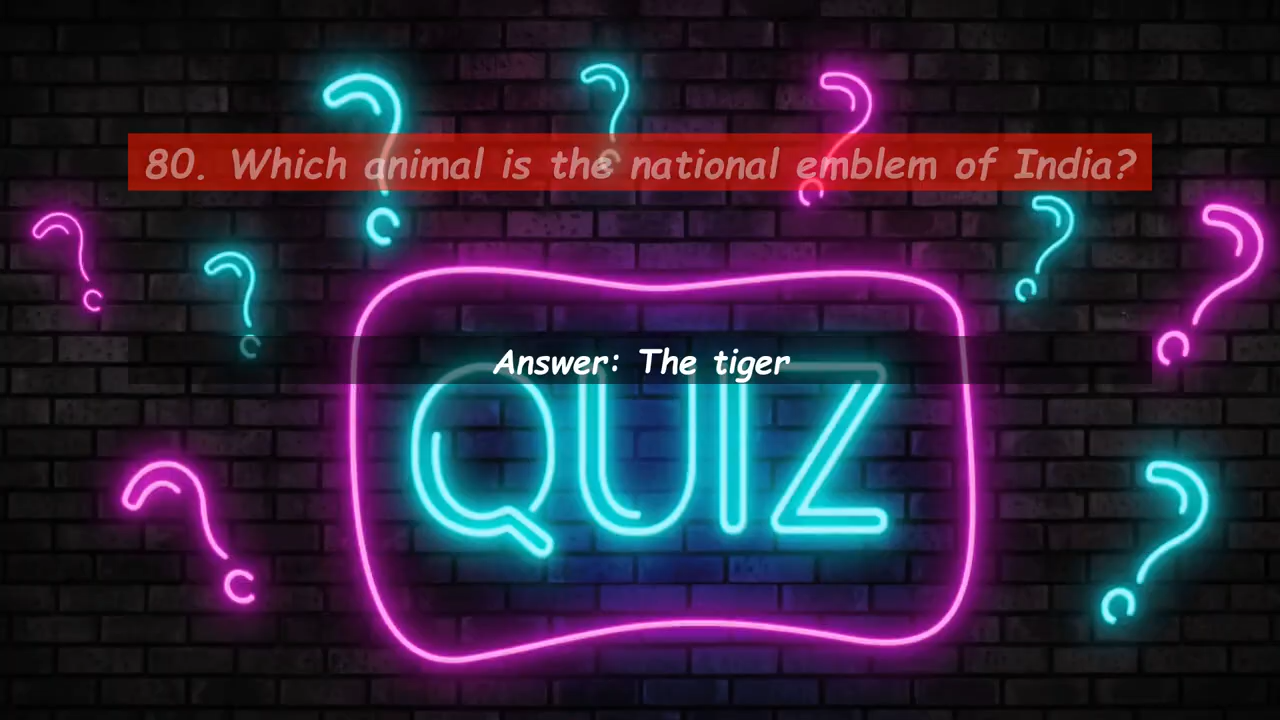 80. Which animal is the national emblem of India?
Answer: The tiger
QUIZ